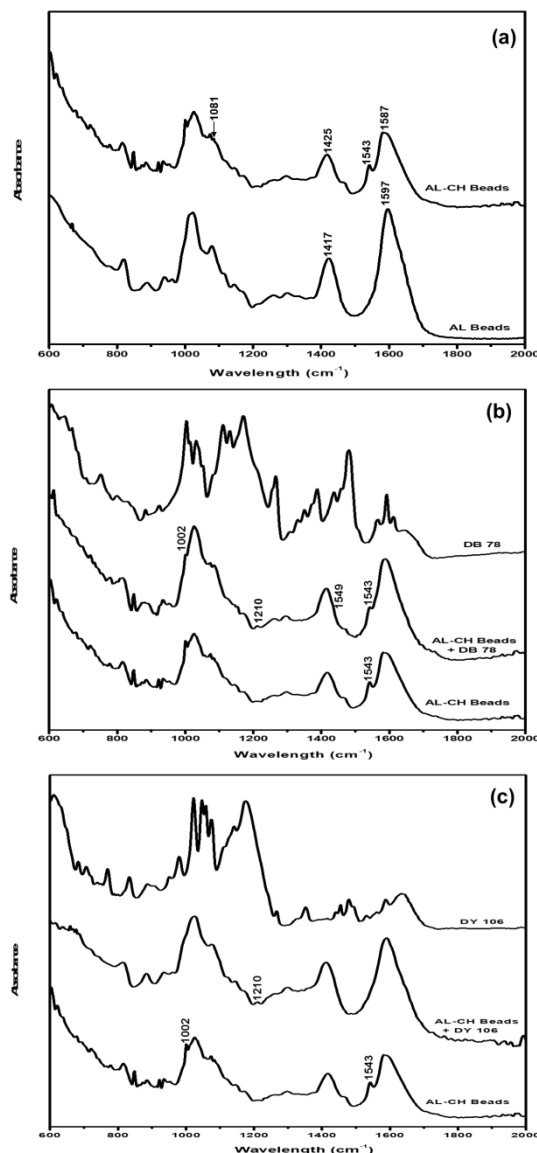 (a)
Absorbance
1081
1425
1543
1587
AL-CH Beads
1417
1597
AL Beads
600 800 1000 1200 1400 1600 1800 2000
Wavelength (cm-1)
(b)
Absorbance
DB 78
1002
1210
1549
1543
AL-CH Beads
+ DB 78
1543
AL-CH Beads
600 800 1000 1200 1400 1600 1800 2000
Wavelength (cm-1)
(c)
Absorbance
DY 106
1210
AL-CH Beads
+ DY 106
1002
1543
AL-CH Beads
600 800 1000 1200 1400 1600 1800 2000
Wavelength (cm-1)